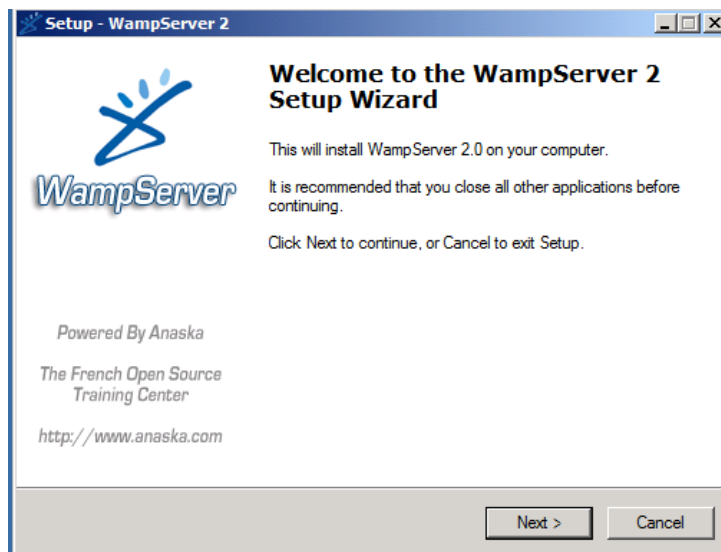 Setup - WampServer 2
Welcome to the WampServer 2
Setup Wizard
This will install WampServer 2.0 on your computer.
It is recommended that you close all other applications before
continuing.
Click Next to continue, or Cancel to exit Setup.
WampServer
Powered By Anaska
The French Open Source
Training Center
http://www.anaska.com
Next >
Cancel